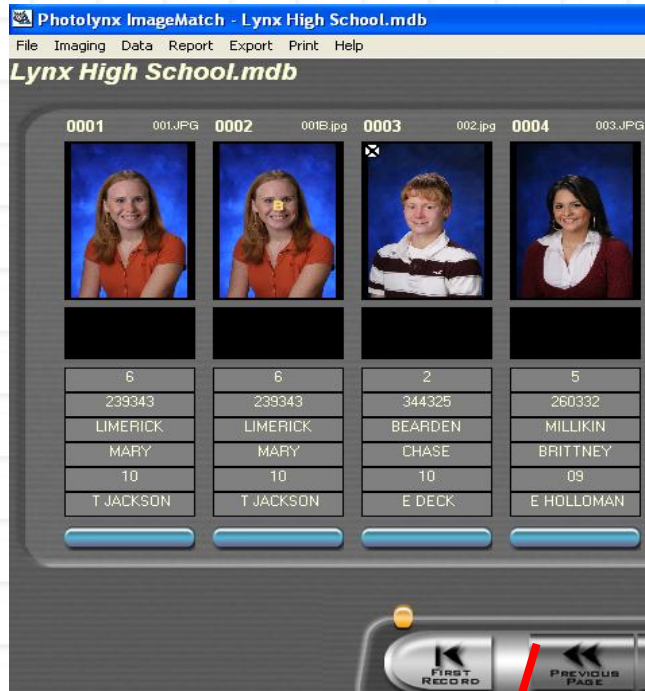 Photolynx ImageMatch - Lynx High School.mdb
File Imaging Data Report Export Print Help
Lynx High School.mdb
0001 001.JPG 0002 001B.jpg 0003 002.jpg 0004 003.JPG
B
6 6 2 5
239343 239343 344325 260332
LIMERICK LIMERICK BEARDEN MILLIKIN
MARY MARY CHASE BRITTNEY
10 10 10 09
T JACKSON T JACKSON E DECK E HOLLOMAN
FIRST RECORD PREVIOUS PAGE